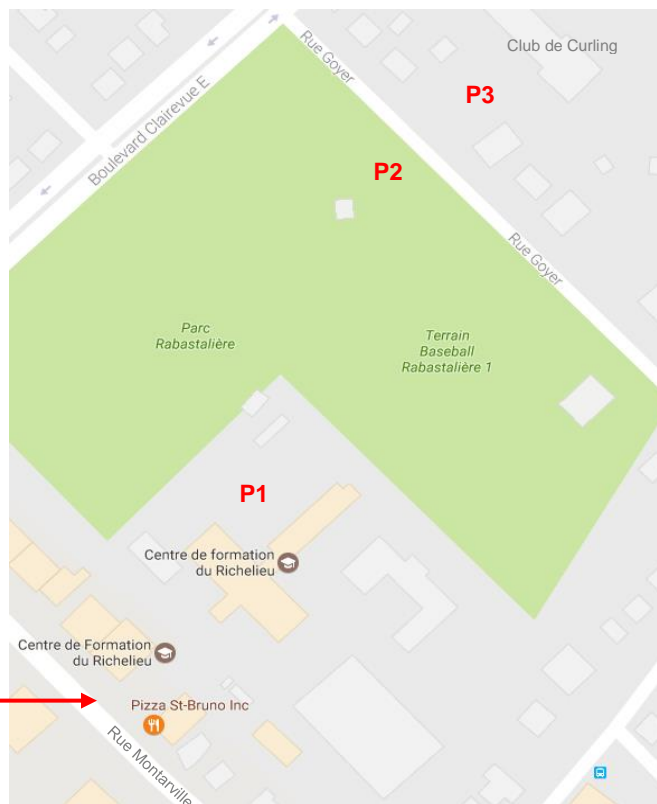 Club de Curling
Rue Goyer
P3
Boulevard Clairevue E
P2
Rue Goyer
Parc
Rabastalière
Terrain
Baseball
Rabastalière 1
P1
Centre de formation
du Richelieu
Centre de Formation
du Richelieu
Pizza St-Bruno Inc
Rue Montarville